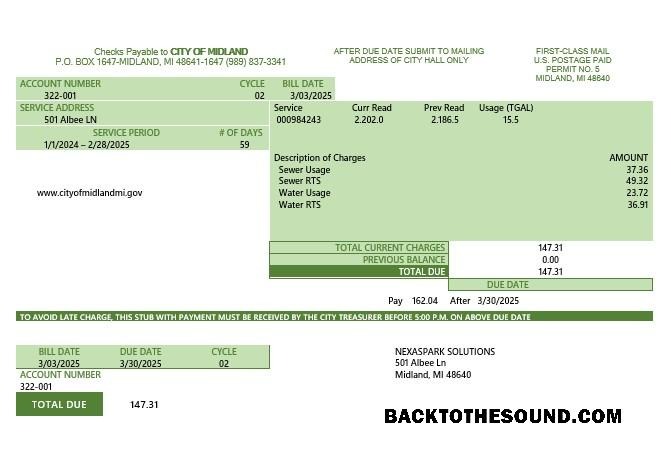 Checks Payable to CITY OF MIDLAND
P.O. BOX 1647-MIDLAND, MI 48641-1647 (989) 837-3341
AFTER DUE DATE SUBMIT TO MAILING
ADDRESS OF CITY HALL ONLY
FIRST-CLASS MAIL
U.S. POSTAGE PAID
PERMIT NO. 5
MIDLAND, MI 48640
ACCOUNT NUMBER CYCLE BILL DATE
322-001 02 3/03/2025
SERVICE ADDRESS
501 Albee LN
SERVICE PERIOD # OF DAYS
1/1/2024 – 2/28/2025 59
www.cityofmidlandmi.gov
Service Curr Read Prev Read Usage (TGAL)
000984243 2.202.0 2.186.5 15.5
Description of Charges AMOUNT
Sewer Usage 37.36
Sewer RTS 49.32
Water Usage 23.72
Water RTS 36.91
TOTAL CURRENT CHARGES 147.31
PREVIOUS BALANCE 0.00
TOTAL DUE 147.31
DUE DATE
Pay 162.04 After 3/30/2025
TO AVOID LATE CHARGE, THIS STUB WITH PAYMENT MUST BE RECEIVED BY THE CITY TREASURER BEFORE 5:00 P.M. ON ABOVE DUE DATE
BILL DATE DUE DATE CYCLE
3/03/2025 3/30/2025 02
ACCOUNT NUMBER
322-001
TOTAL DUE 147.31
NEXASPARK SOLUTIONS
501 Albee Ln
Midland, MI 48640
BACKTOTHESOUND.COM